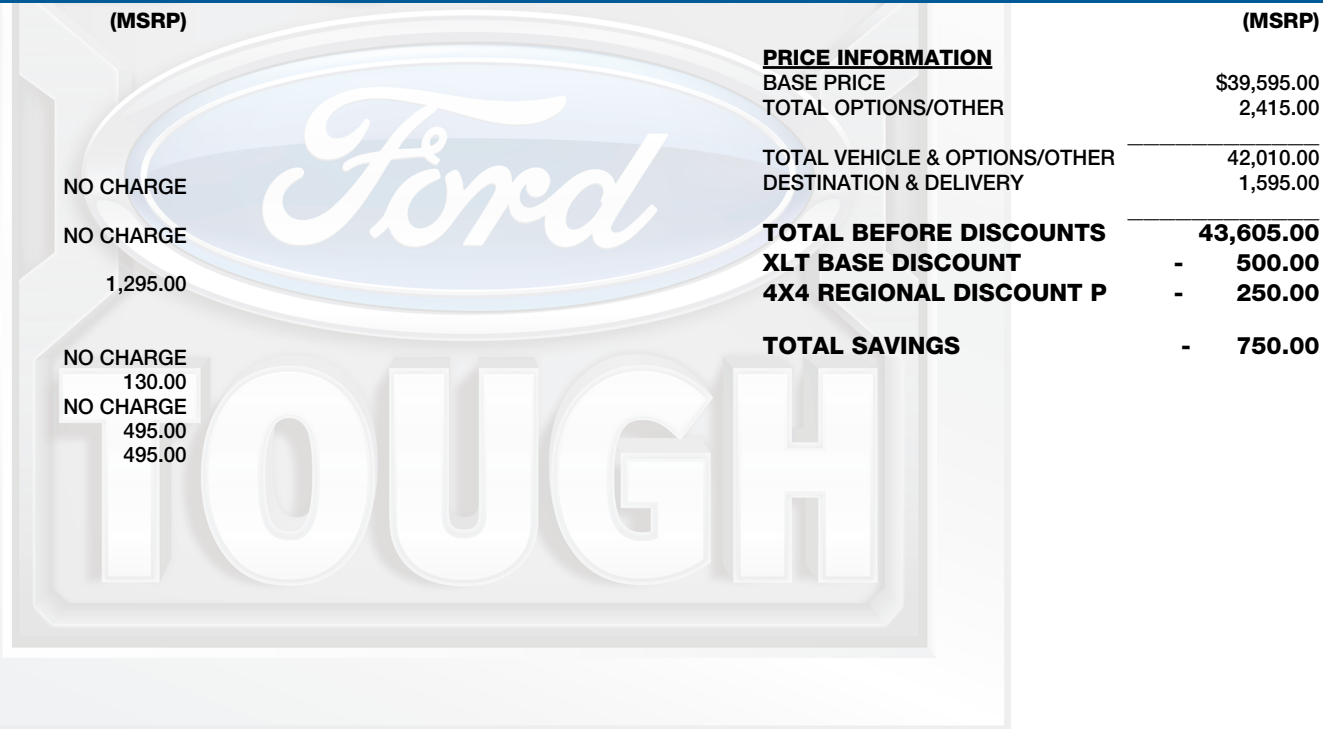 (MSRP)
NO CHARGE
NO CHARGE
1,295.00
NO CHARGE
130.00
NO CHARGE
495.00
495.00
(MSRP)
PRICE INFORMATION
BASE PRICE $39,595.00
TOTAL OPTIONS/OTHER 2,415.00
TOTAL VEHICLE & OPTIONS/OTHER 42,010.00
DESTINATION & DELIVERY 1,595.00
TOTAL BEFORE DISCOUNTS 43,605.00
XLT BASE DISCOUNT - 500.00
4X4 REGIONAL DISCOUNT P - 250.00
TOTAL SAVINGS - 750.00
Ford
TOUGH